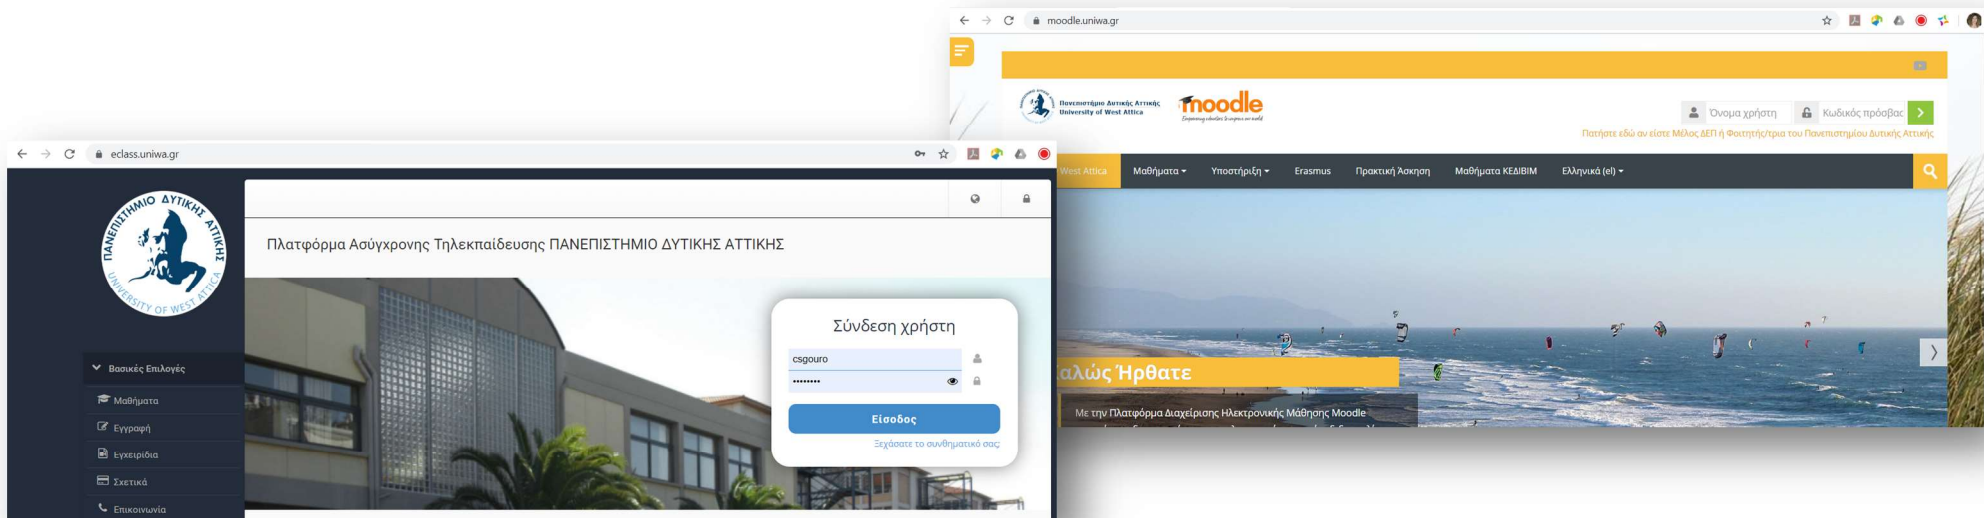 moodle.uniwa.gr
Πανεπιστήμιο Δυτικής Αττικής
University of West Attica
moodle
Όνομα χρήστη
Κωδικός πρόσβας
Πατήστε εδώ αν είστε Μέλος ΔΕΠ ή Φοιτητής/τρια του Πανεπιστημίου Δυτικής Αττικής
West Attica
Μαθήματα
Υποστήριξη
Erasmus
Πρακτική Άσκηση
Μαθήματα ΚΕΔΙΒΙΜ
Ελληνικά (el)
αλώς Ήρθατε
Με την Πλατφόρμα Διαχείρισης Ηλεκτρονικής Μάθησης Moodle
eclass.uniwa.gr
ΠΑΝΕΠΙΣΤΗΜΙΟ ΔΥΤΙΚΗΣ ΑΤΤΙΚΗΣ
UNIVERSITY OF WEST ATTICA
Πλατφόρμα Ασύγχρονης Τηλεκπαίδευσης ΠΑΝΕΠΙΣΤΗΜΙΟ ΔΥΤΙΚΗΣ ΑΤΤΙΚΗΣ
Βασικές Επιλογές
Μαθήματα
Εγγραφή
Εγχειρίδια
Σχετικά
Επικοινωνία
Σύνδεση χρήστη
csgouro
••••••••
Είσοδος
Ξεχάσατε το συνθηματικό σας;